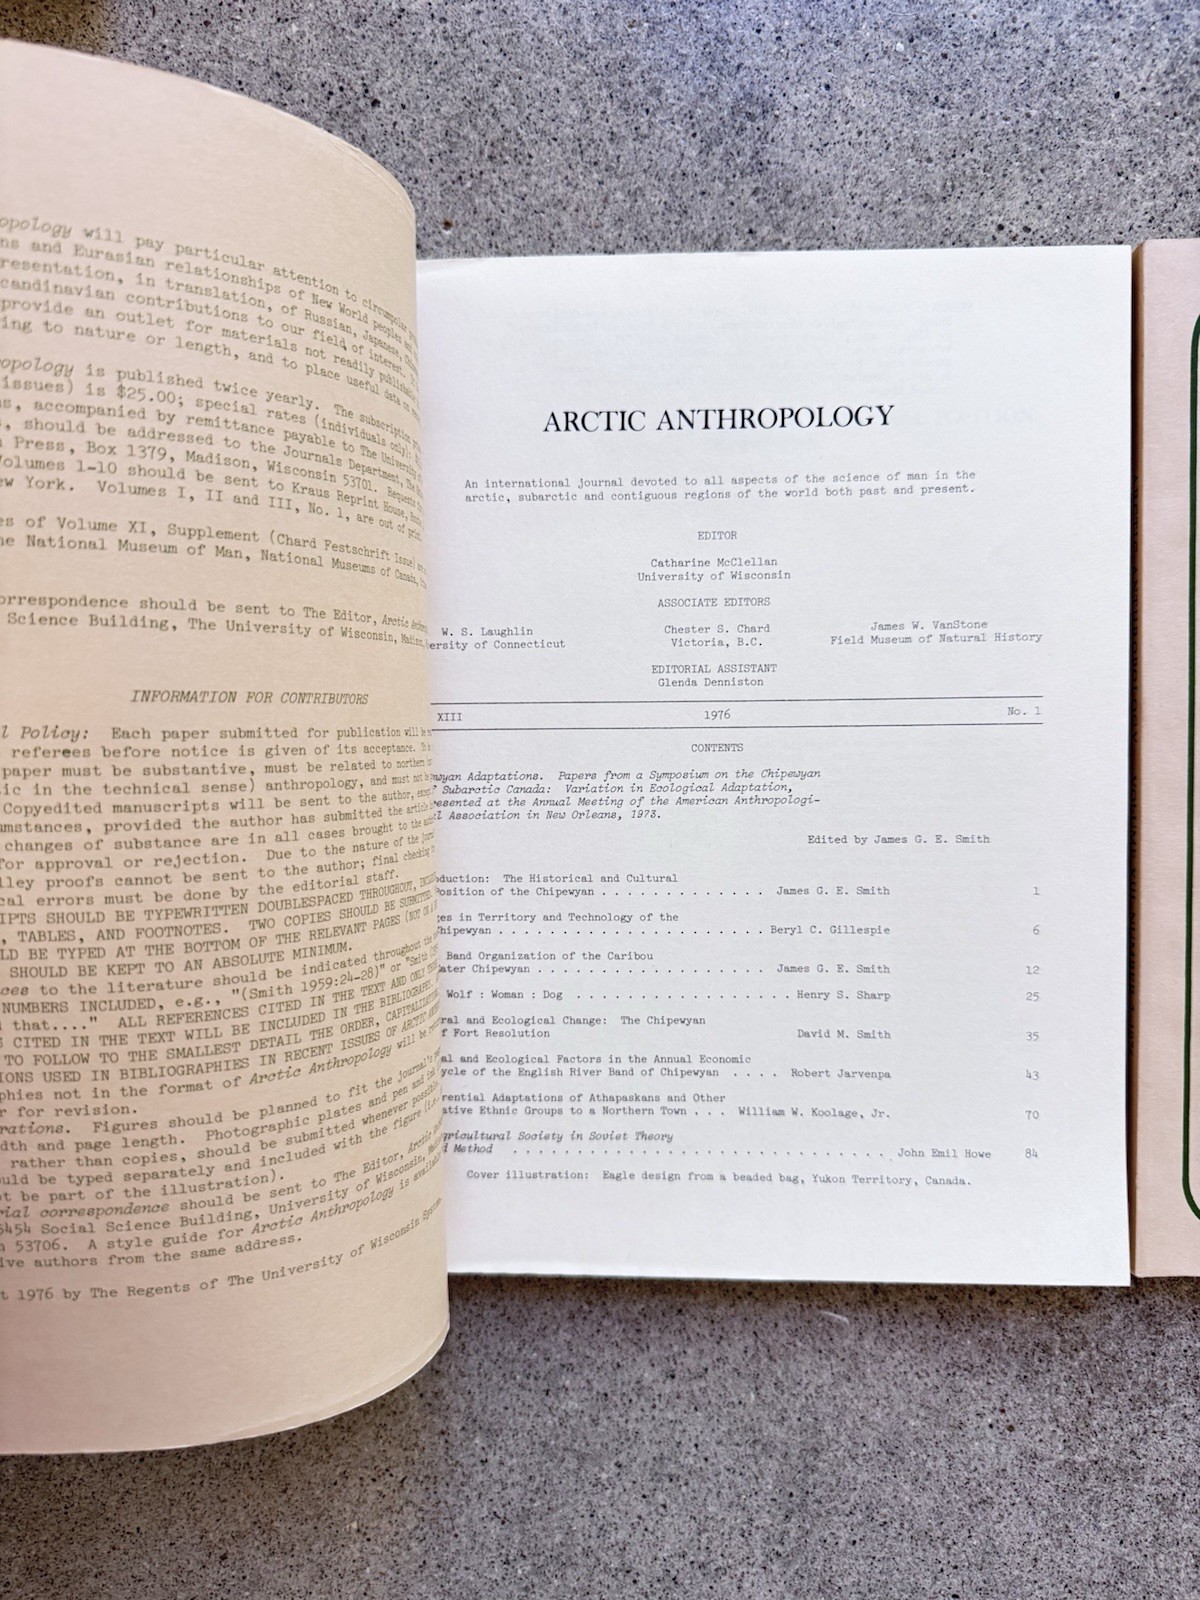 opology will pay particular attention to circumpolar
ns and Eurasian relationships of New World peoples
resentation, in translation, of Russian, Japanese,
candinavian contributions to our field of interest.
provide an outlet for materials not readily
ing to nature or length, and to place useful data on
opology is published twice yearly. The subscription
issues) is $25.00; special rates (individuals only):
s, accompanied by remittance payable to The University
, should be addressed to the Journals Department,
Press, Box 1379, Madison, Wisconsin 53701. Requests
Volumes 1-10 should be sent to Kraus Reprint House,
ew York. Volumes I, II and III, No. 1, are out of print.
es of Volume XI, Supplement (Chard Festschrift Issue)
he National Museum of Man, National Museums of Canada,
orrespondence should be sent to The Editor, Arctic
Science Building, The University of Wisconsin,
INFORMATION FOR CONTRIBUTORS
l Policy: Each paper submitted for publication will be
referees before notice is given of its acceptance.
paper must be substantive, must be related to northern
ic in the technical sense) anthropology, and must not be
Copyedited manuscripts will be sent to the author,
umstances, provided the author has submitted the article
changes of substance are in all cases brought to the
for approval or rejection. Due to the nature of the
lley proofs cannot be sent to the author; final checking
cal errors must be done by the editorial staff.
IPTS SHOULD BE TYPEWRITTEN DOUBLESPACED THROUGHOUT,
, TABLES, AND FOOTNOTES. TWO COPIES SHOULD BE SUBMITTED.
LD BE TYPED AT THE BOTTOM OF THE RELEVANT PAGES (NOT ON A
SHOULD BE KEPT TO AN ABSOLUTE MINIMUM.
ces to the literature should be indicated throughout the
NUMBERS INCLUDED, e.g., "(Smith 1959:24-28)" or "Smith
d that...." ALL REFERENCES CITED IN THE TEXT AND ONLY
S CITED IN THE TEXT WILL BE INCLUDED IN THE BIBLIOGRAPHY.
TO FOLLOW TO THE SMALLEST DETAIL THE ORDER, CAPITALIZATION
IONS USED IN BIBLIOGRAPHIES IN RECENT ISSUES OF ARCTIC
phies not in the format of Arctic Anthropology will be
r for revision.
rations. Figures should be planned to fit the journal's
dth and page length. Photographic plates and pen and ink
rather than copies, should be submitted whenever possible.
ould be typed separately and included with the figure
ot be part of the illustration).
rial correspondence should be sent to The Editor, Arctic
5454 Social Science Building, University of Wisconsin,
n 53706. A style guide for Arctic Anthropology is available
ive authors from the same address.
t 1976 by The Regents of The University of Wisconsin System
ARCTIC ANTHROPOLOGY
An international journal devoted to all aspects of the science of man in the
arctic, subarctic and contiguous regions of the world both past and present.
EDITOR
Catharine McClellan
University of Wisconsin
ASSOCIATE EDITORS
W. S. Laughlin Chester S. Chard James W. VanStone
ersity of Connecticut Victoria, B.C. Field Museum of Natural History
EDITORIAL ASSISTANT
Glenda Denniston
XIII 1976 No. 1
CONTENTS
wyan Adaptations. Papers from a Symposium on the Chipewyan
f Subarctic Canada: Variation in Ecological Adaptation,
esented at the Annual Meeting of the American Anthropologi-
l Association in New Orleans, 1973.
Edited by James G. E. Smith
oduction: The Historical and Cultural
Position of the Chipewyan . . . . . . . . . . . . . James G. E. Smith 1
ges in Territory and Technology of the
Chipewyan . . . . . . . . . . . . . . . . . . . . . Beryl C. Gillespie 6
Band Organization of the Caribou
Eater Chipewyan . . . . . . . . . . . . . . . . . . James G. E. Smith 12
Wolf : Woman : Dog . . . . . . . . . . . . . . . . . Henry S. Sharp 25
ral and Ecological Change: The Chipewyan
f Fort Resolution David M. Smith 35
al and Ecological Factors in the Annual Economic
ycle of the English River Band of Chipewyan . . . . Robert Jarvenpa 43
rential Adaptations of Athapaskans and Other
ative Ethnic Groups to a Northern Town . . . William W. Koolage, Jr. 70
gricultural Society in Soviet Theory
d Method . . . . . . . . . . . . . . . . . . . . . . . . . . . . . John Emil Howe 84
Cover illustration: Eagle design from a beaded bag, Yukon Territory, Canada.